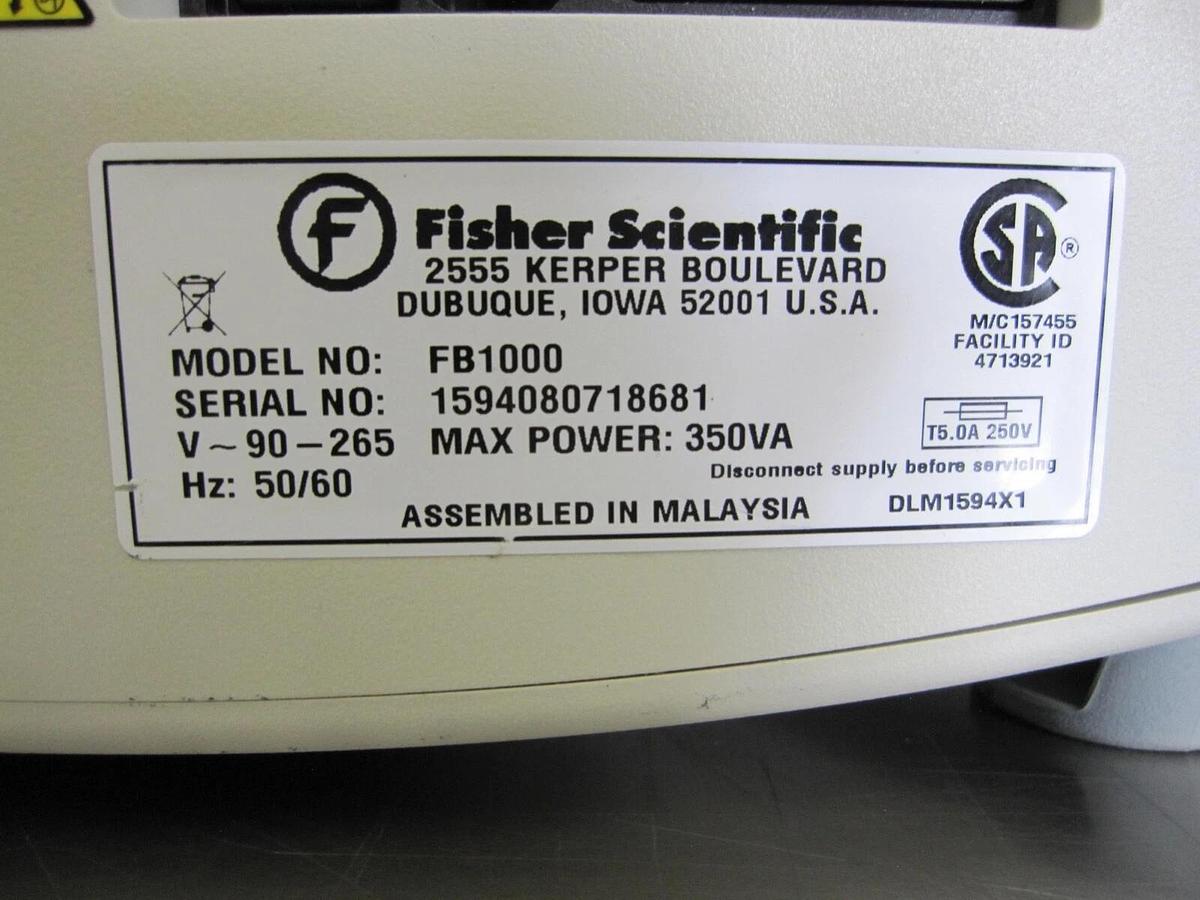 F Fisher Scientific
2555 KERPER BOULEVARD
DUBUQUE, IOWA 52001 U.S.A.
SA ®
M/C157455
FACILITY ID
4713921
MODEL NO: FB1000
SERIAL NO: 1594080718681
V~90-265 MAX POWER: 350VA
T5.0A 250V
Hz: 50/60
Disconnect supply before servicing
ASSEMBLED IN MALAYSIA
DLM1594X1